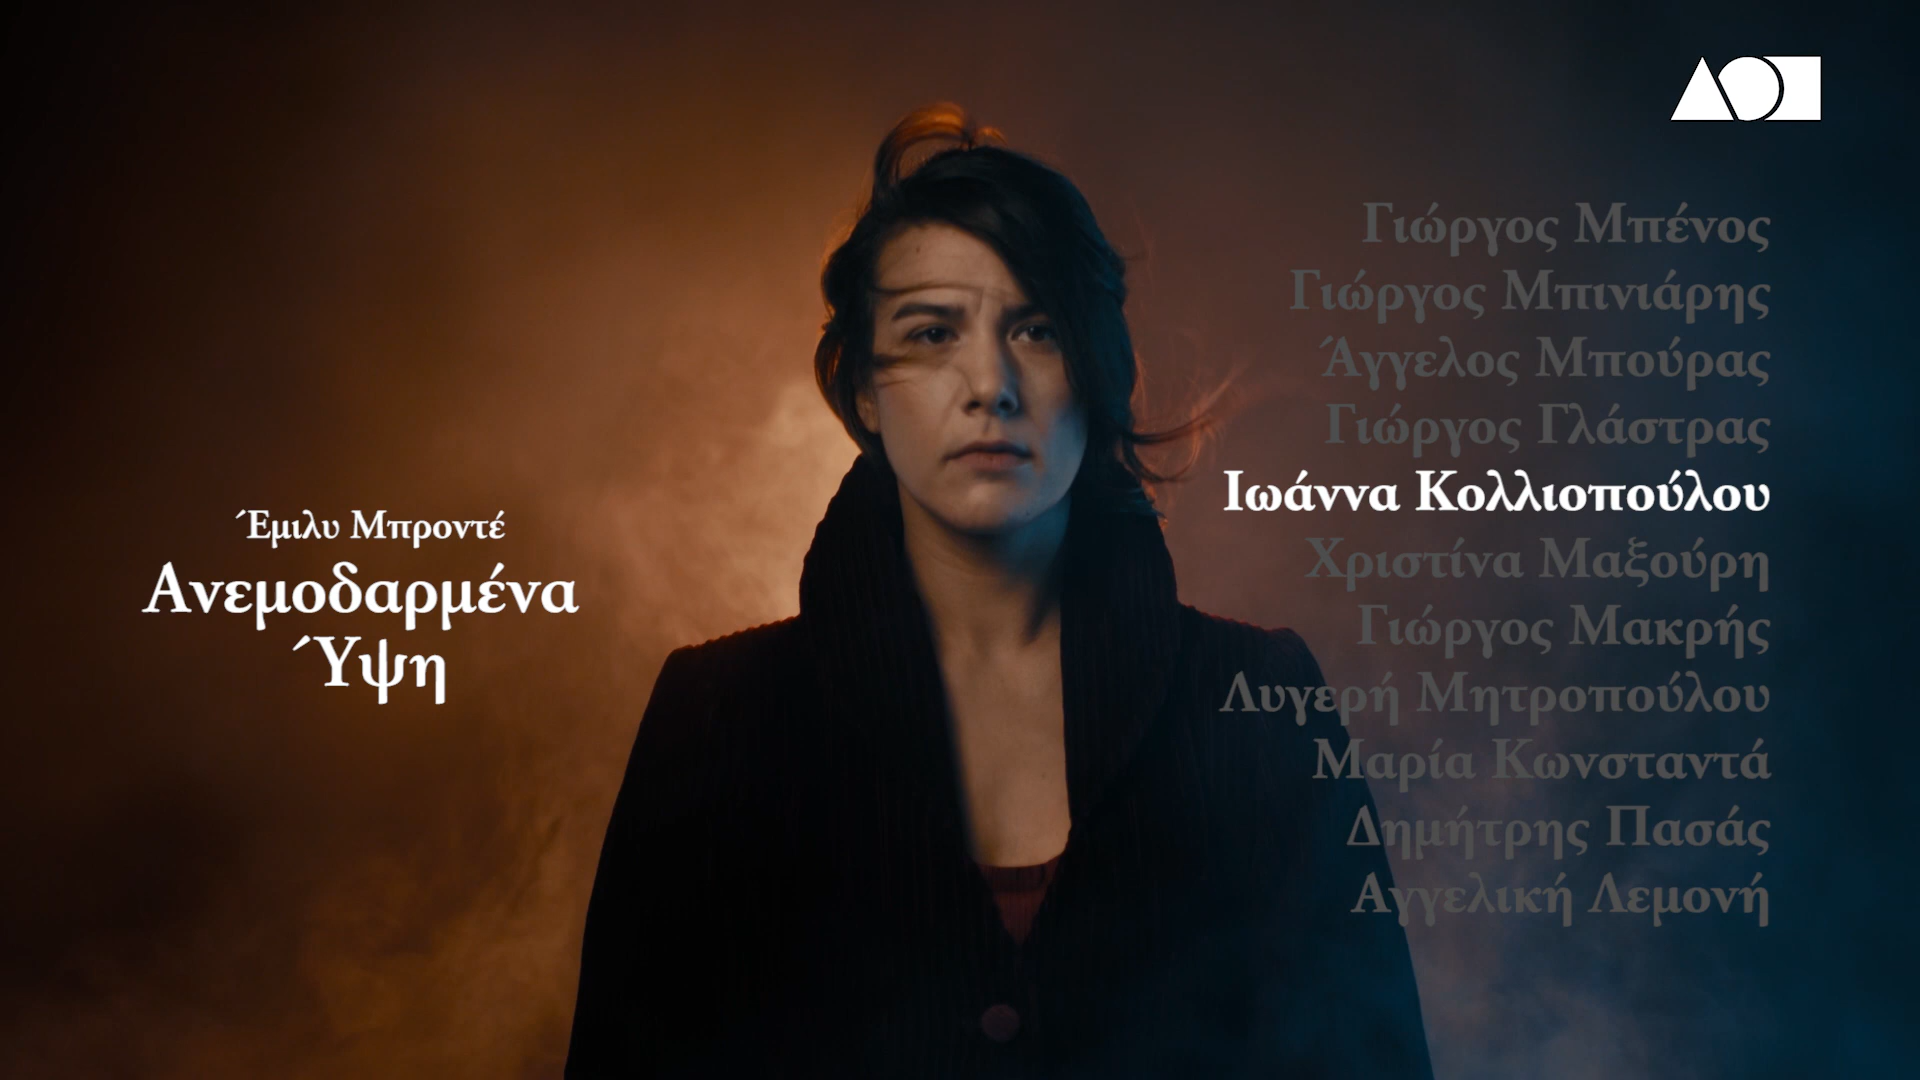 Έμιλυ Μπροντέ
Ανεμοδαρμένα
Ύψη
Γιώργος Μπένος
Γιώργος Μπινιάρης
Άγγελος Μπούρας
Γιώργος Γλάστρας
Ιωάννα Κολλιοπούλου
Χριστίνα Μαξούρη
Γιώργος Μακρής
Λυγερή Μητροπούλου
Μαρία Κωνσταντά
Δημήτρης Πασάς
Αγγελική Λεμονή